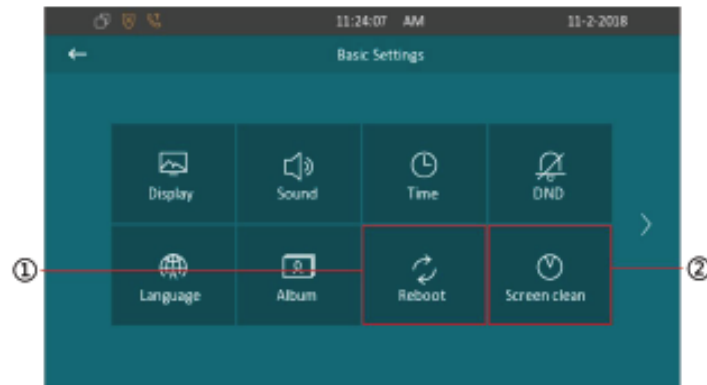 11:24:07 AM 11-2-2018
Basic Settings
Display Sound Time DND
① ②
Language Album Reboot Screen clean